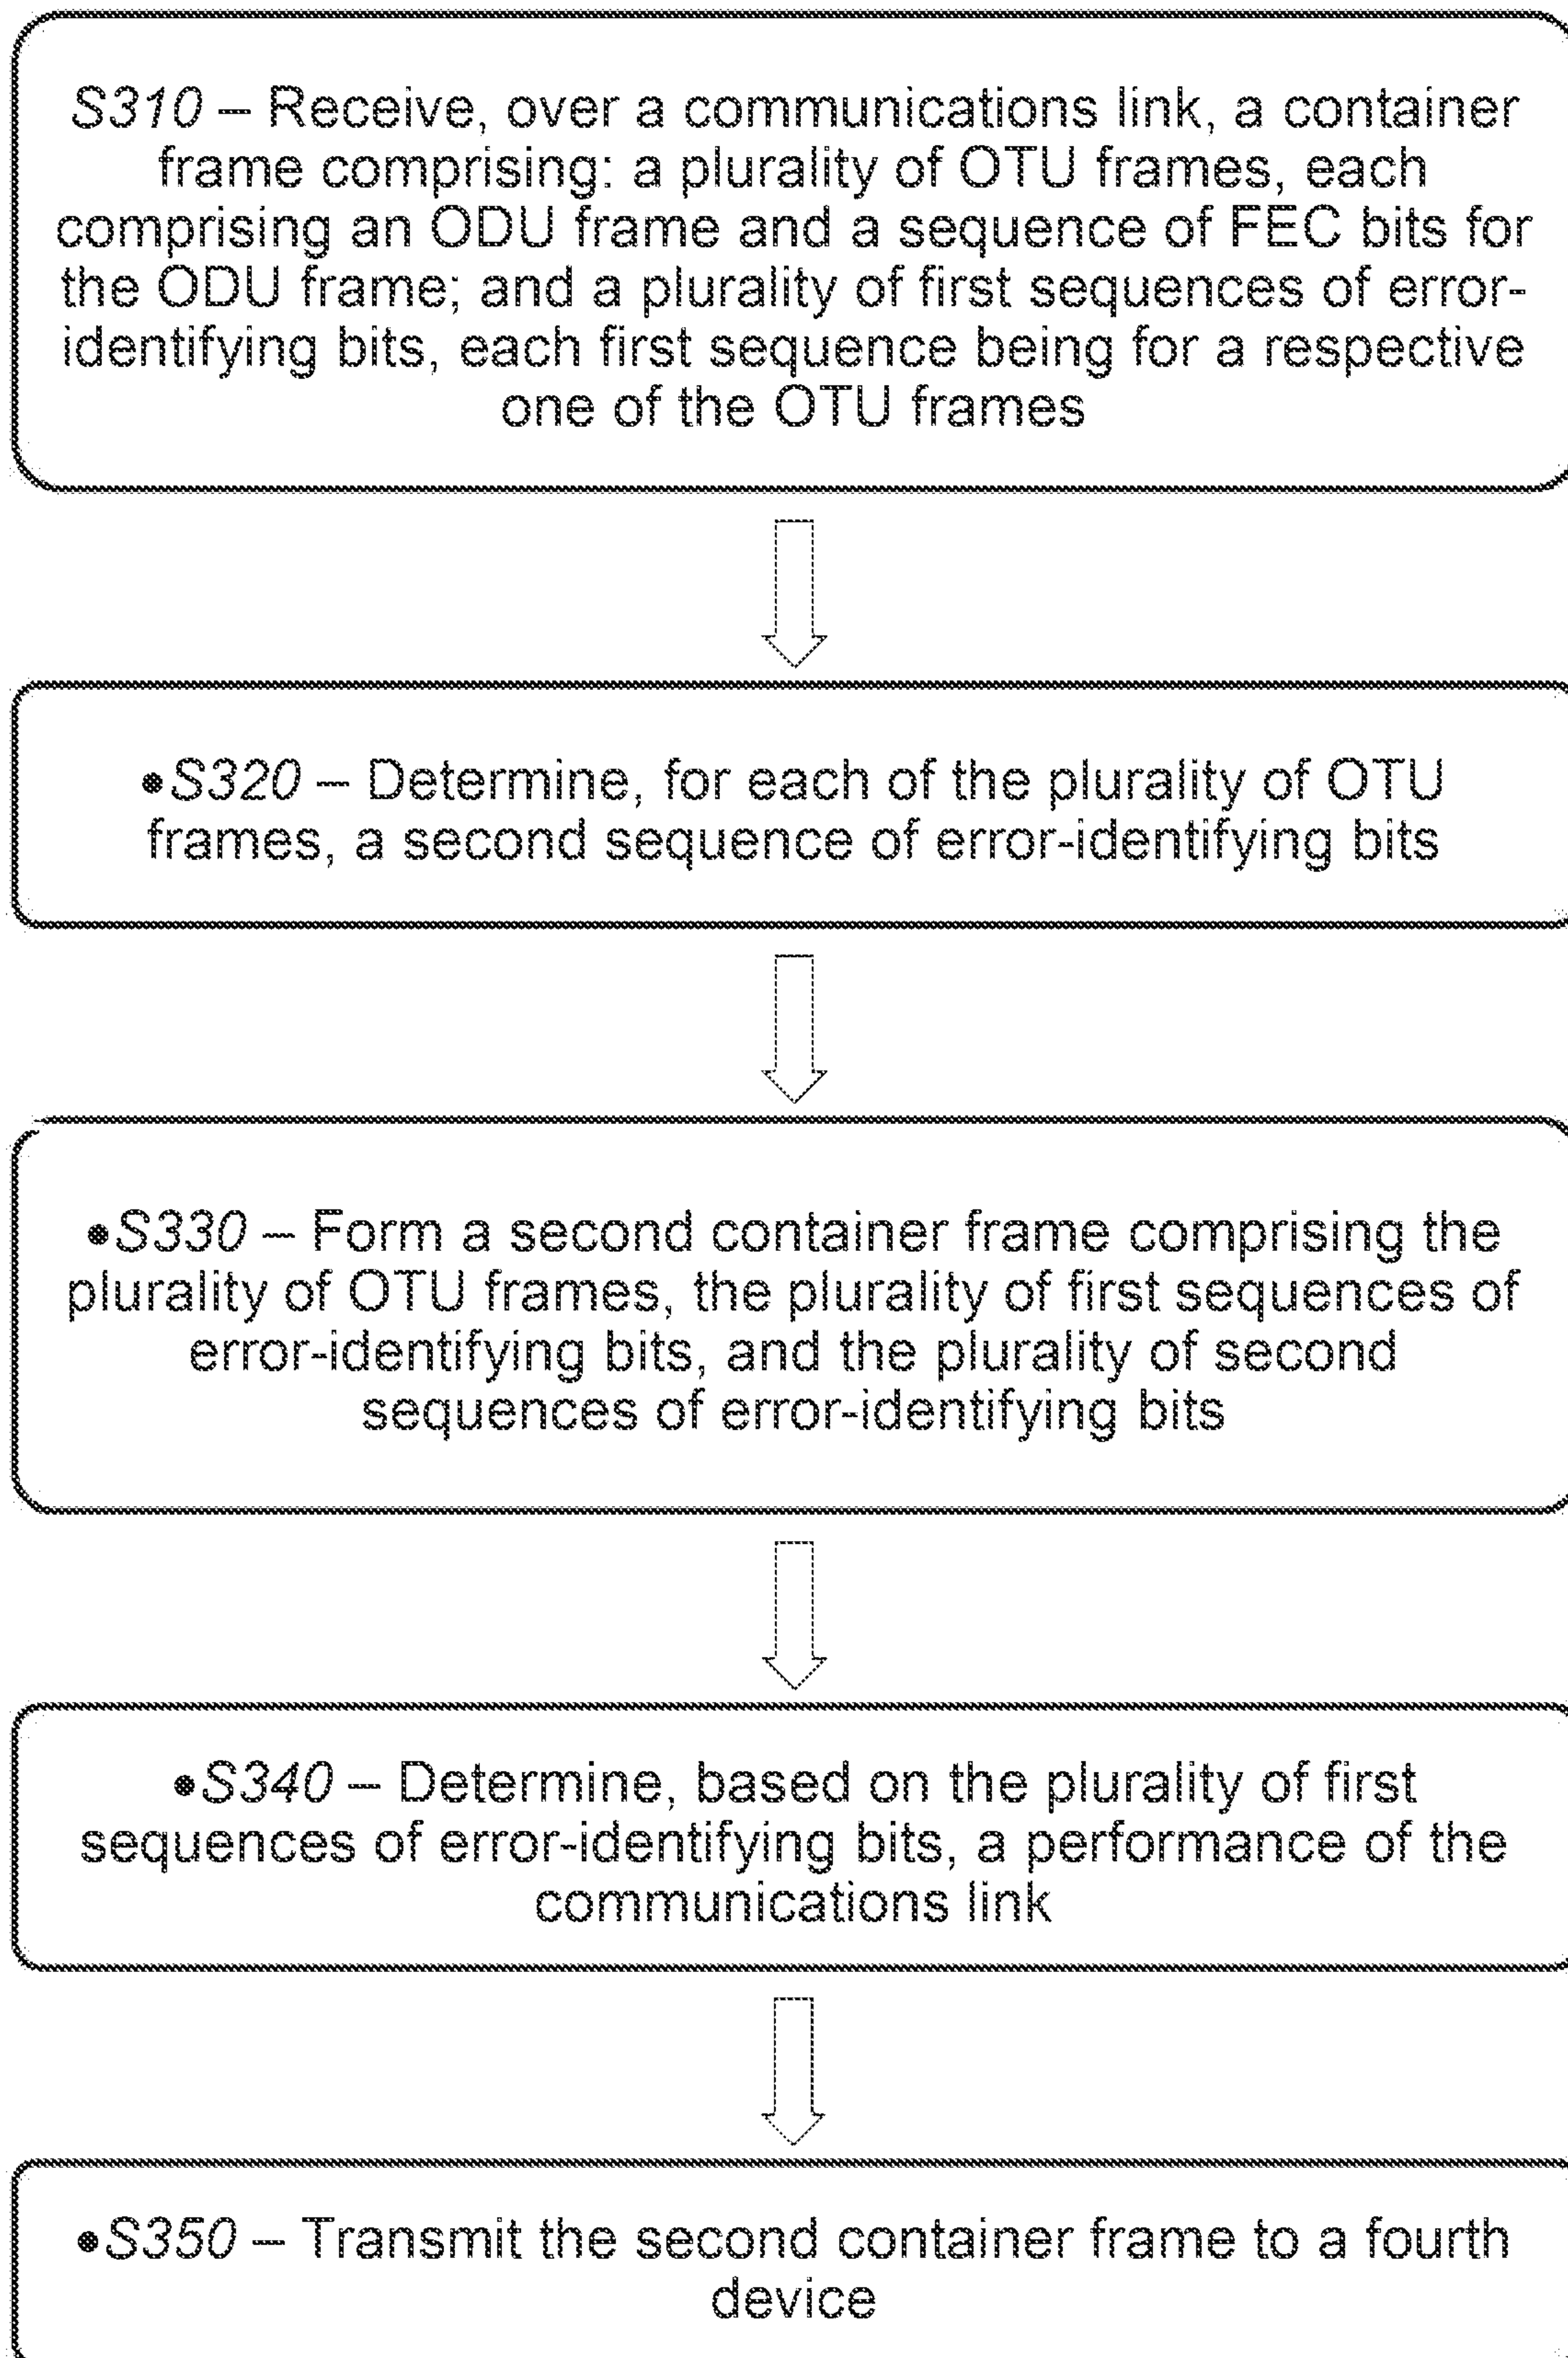 S310 – Receive, over a communications link, a container
frame comprising: a plurality of OTU frames, each
comprising an ODU frame and a sequence of FEC bits for
the ODU frame; and a plurality of first sequences of error-
identifying bits, each first sequence being for a respective
one of the OTU frames
•S320 – Determine, for each of the plurality of OTU
frames, a second sequence of error-identifying bits
•S330 – Form a second container frame comprising the
plurality of OTU frames, the plurality of first sequences of
error-identifying bits, and the plurality of second
sequences of error-identifying bits
•S340 – Determine, based on the plurality of first
sequences of error-identifying bits, a performance of the
communications link
•S350 – Transmit the second container frame to a fourth
device